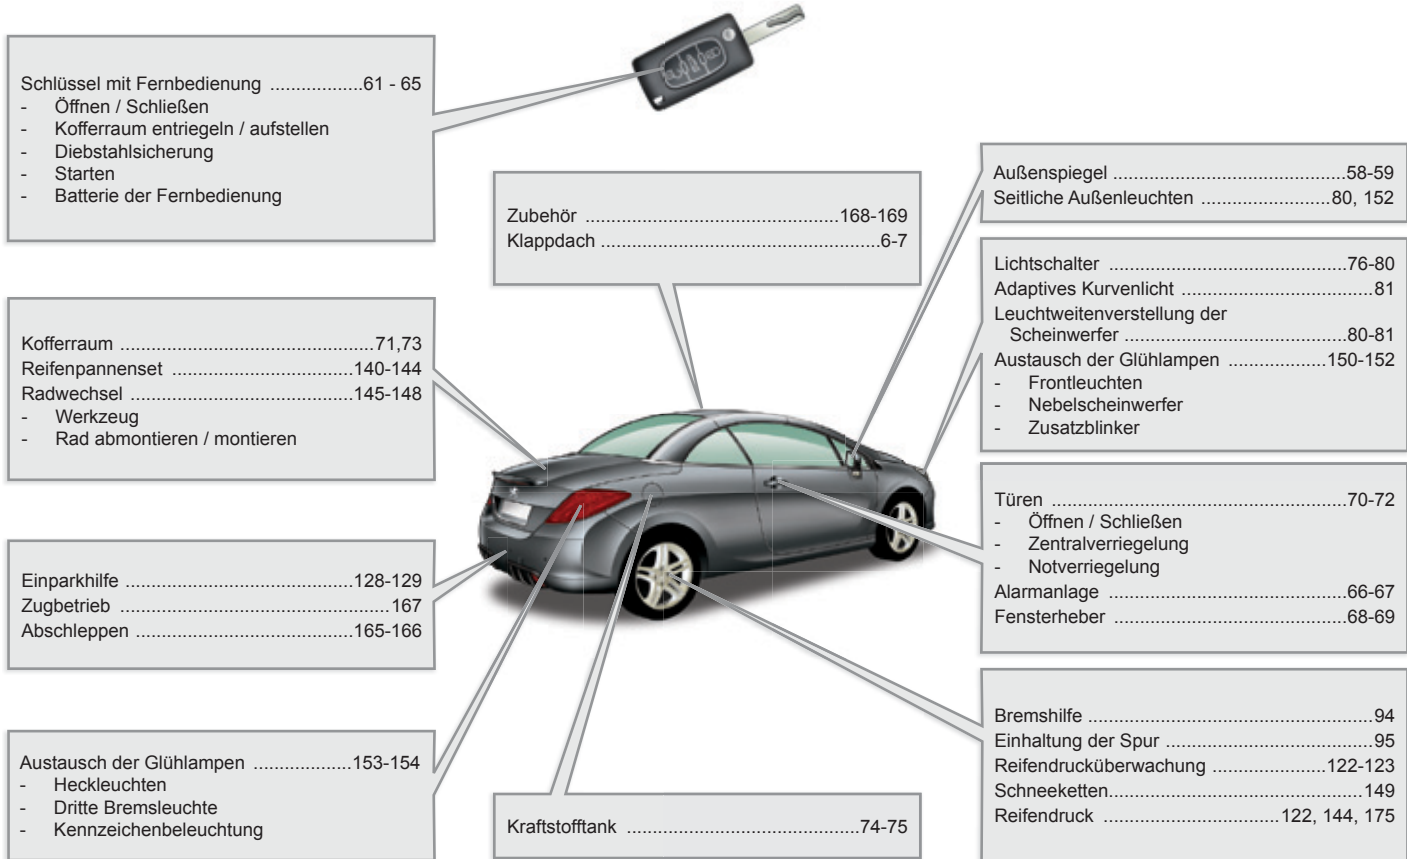 Schlüssel mit Fernbedienung ..................61 - 65
- Öffnen / Schließen
- Kofferraum entriegeln / aufstellen
- Diebstahlsicherung
- Starten
- Batterie der Fernbedienung
Zubehör .................................................168-169
Klappdach ......................................................6-7
Außenspiegel .............................................58-59
Seitliche Außenleuchten .........................80, 152
Lichtschalter ..............................................76-80
Adaptives Kurvenlicht .....................................81
Leuchtweitenverstellung der
Scheinwerfer ............................................80-81
Austausch der Glühlampen ...................150-152
- Frontleuchten
- Nebelscheinwerfer
- Zusatzblinker
Kofferraum .................................................71,73
Reifenpannenset ...................................140-144
Radwechsel ...........................................145-148
- Werkzeug
- Rad abmontieren / montieren
Türen .........................................................70-72
- Öffnen / Schließen
- Zentralverriegelung
- Notverriegelung
Alarmanlage ..............................................66-67
Fensterheber .............................................68-69
Einparkhilfe ............................................128-129
Zugbetrieb ....................................................167
Abschleppen ..........................................165-166
Bremshilfe .......................................................94
Einhaltung der Spur ........................................95
Reifendrucküberwachung ......................122-123
Schneeketten.................................................149
Reifendruck ..................................122, 144, 175
Austausch der Glühlampen ...................153-154
- Heckleuchten
- Dritte Bremsleuchte
- Kennzeichenbeleuchtung
Kraftstofftank .............................................74-75